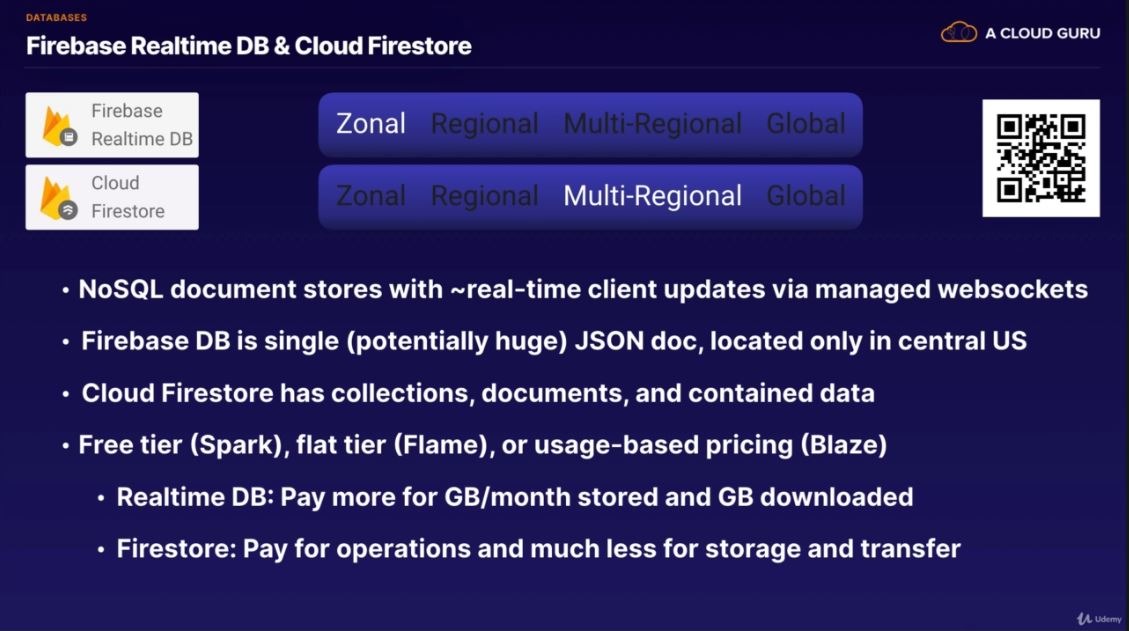 DATABASES
Firebase Realtime DB & Cloud Firestore
A CLOUD GURU
Firebase
Realtime DB
Zonal Regional Multi-Regional Global
Cloud
Firestore
Zonal Regional Multi-Regional Global
• NoSQL document stores with ~real-time client updates via managed websockets
• Firebase DB is single (potentially huge) JSON doc, located only in central US
• Cloud Firestore has collections, documents, and contained data
• Free tier (Spark), flat tier (Flame), or usage-based pricing (Blaze)
• Realtime DB: Pay more for GB/month stored and GB downloaded
• Firestore: Pay for operations and much less for storage and transfer
Udemy